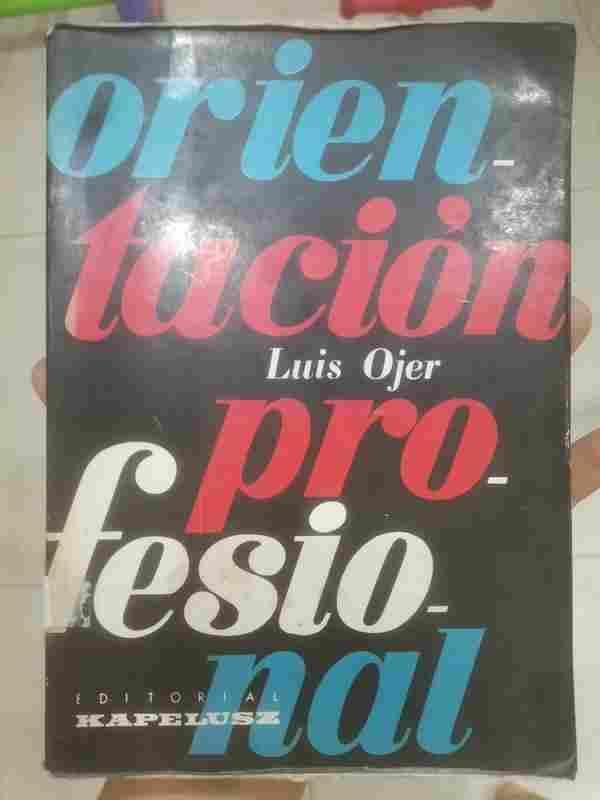 orien-
tación
Luis Ojer
pro-
fesio-
nal
EDITORIAL
KAPELUSZ